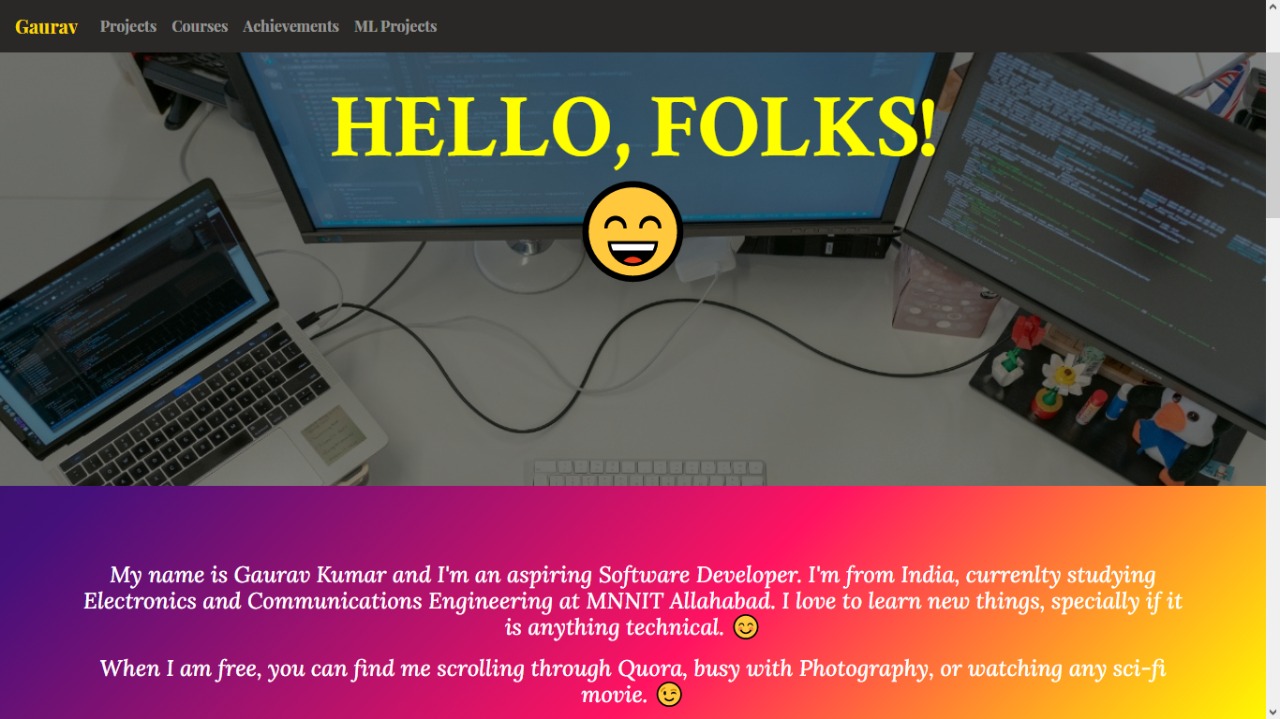 Gaurav Projects Courses Achievements ML Projects
HELLO, FOLKS!
My name is Gaurav Kumar and I'm an aspiring Software Developer. I'm from India, currenlty studying
Electronics and Communications Engineering at MNNIT Allahabad. I love to learn new things, specially if it
is anything technical. 😊
When I am free, you can find me scrolling through Quora, busy with Photography, or watching any sci-fi
movie. 😉